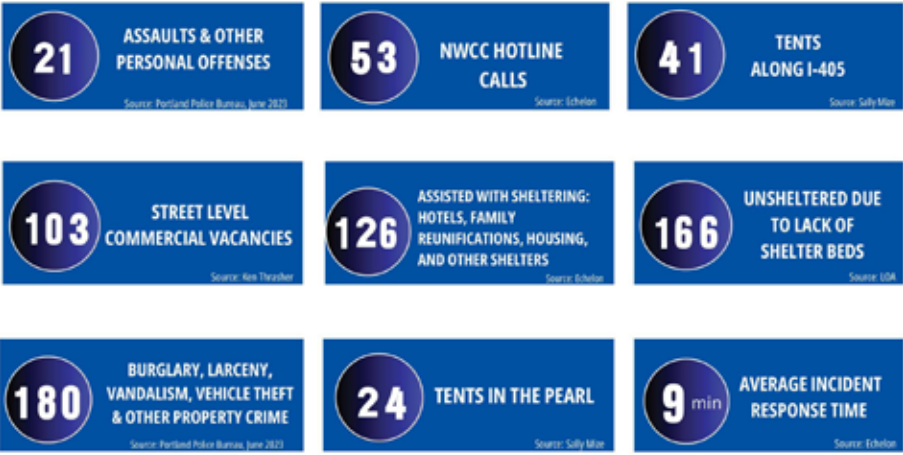 21
ASSAULTS & OTHER
PERSONAL OFFENSES
Source: Portland Police Bureau, June 2023
53
NWCC HOTLINE
CALLS
Source: Echelon
41
TENTS
ALONG I-405
Source: Sally Mize
103
STREET LEVEL
COMMERCIAL VACANCIES
Source: Ken Thrasher
126
ASSISTED WITH SHELTERING:
HOTELS, FAMILY
REUNIFICATIONS, HOUSING,
AND OTHER SHELTERS
Source: Echelon
166
UNSHELTERED DUE
TO LACK OF
SHELTER BEDS
Source: LOA
180
BURGLARY, LARCENY,
VANDALISM, VEHICLE THEFT
& OTHER PROPERTY CRIME
Source: Portland Police Bureau, June 2023
24
TENTS IN THE PEARL
Source: Sally Mize
9 min
AVERAGE INCIDENT
RESPONSE TIME
Source: Echelon